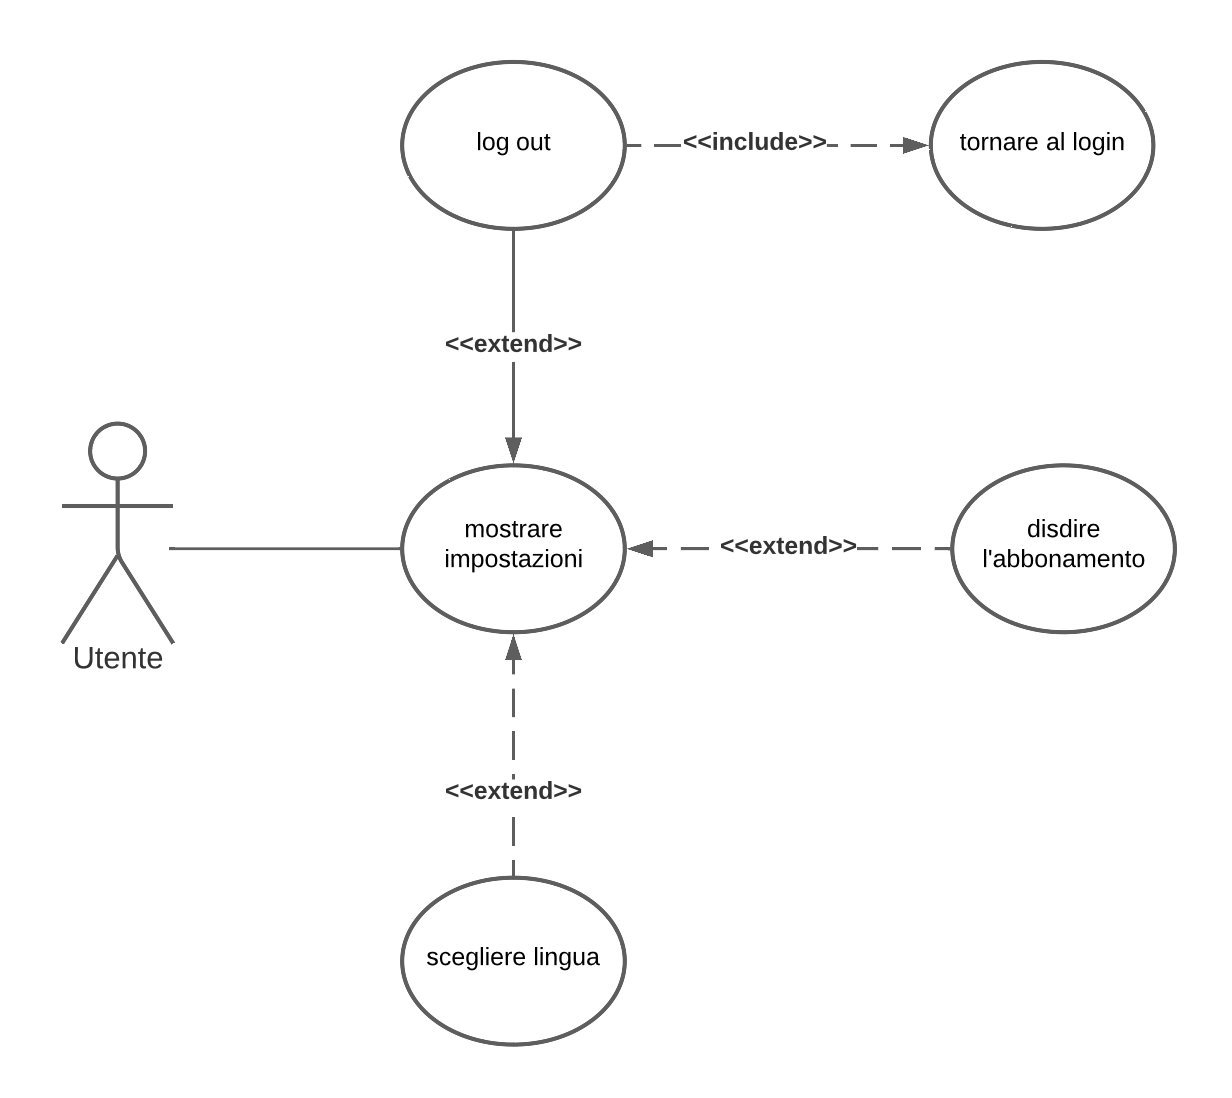 log out
<<include>>
tornare al login
<<extend>>
mostrare
impostazioni
<<extend>>
disdire
l'abbonamento
Utente
<<extend>>
scegliere lingua